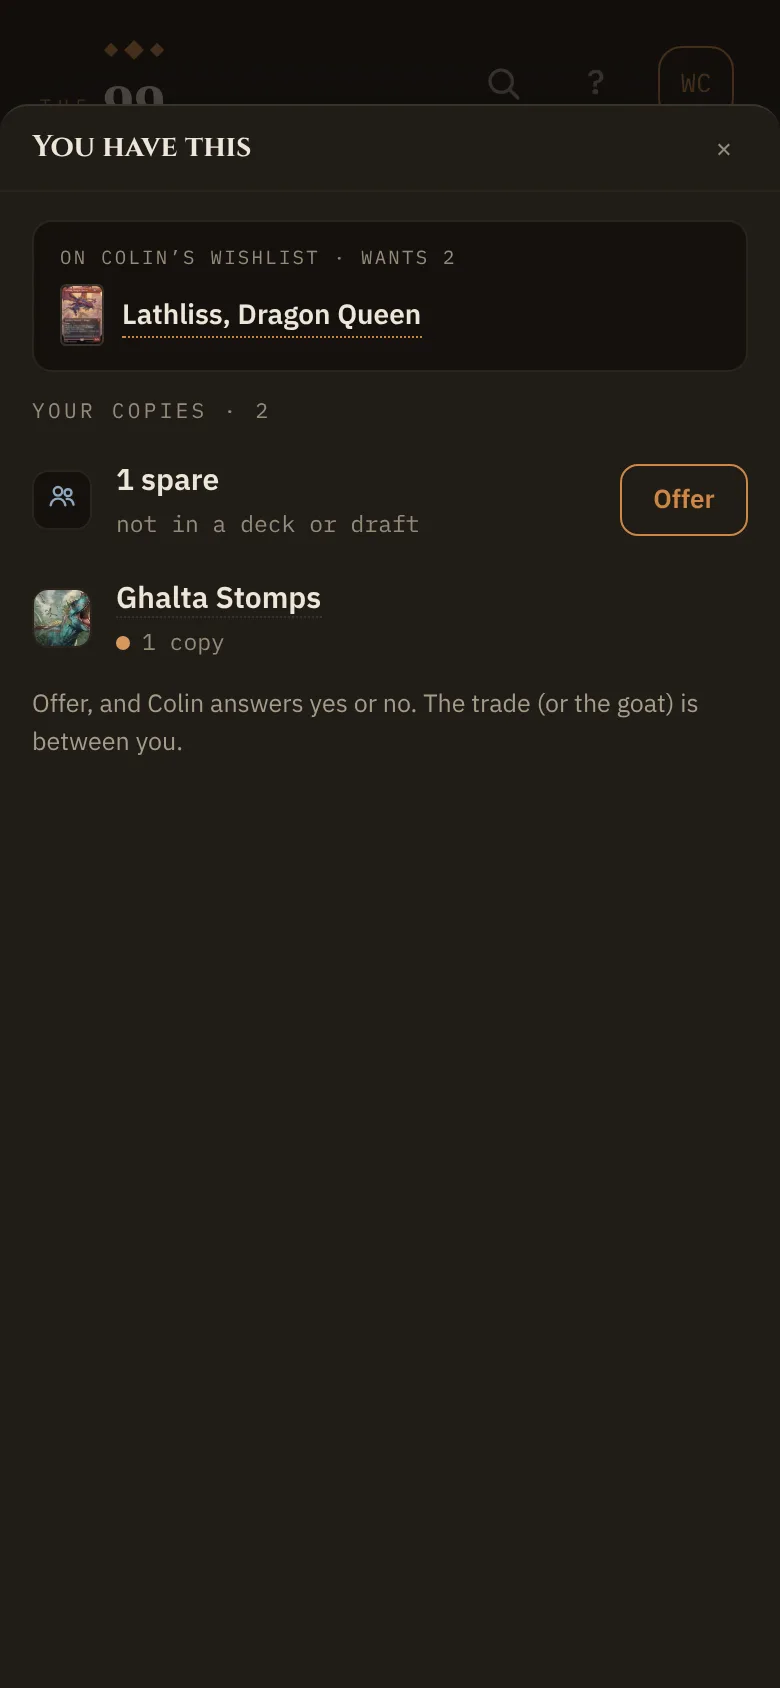 THE 99
?
WC
You have this
×
ON COLIN’S WISHLIST · WANTS 2
Lathliss, Dragon Queen
YOUR COPIES · 2
1 spare
not in a deck or draft
Offer
Ghalta Stomps
1 copy
Offer, and Colin answers yes or no. The trade (or the goat) is
between you.